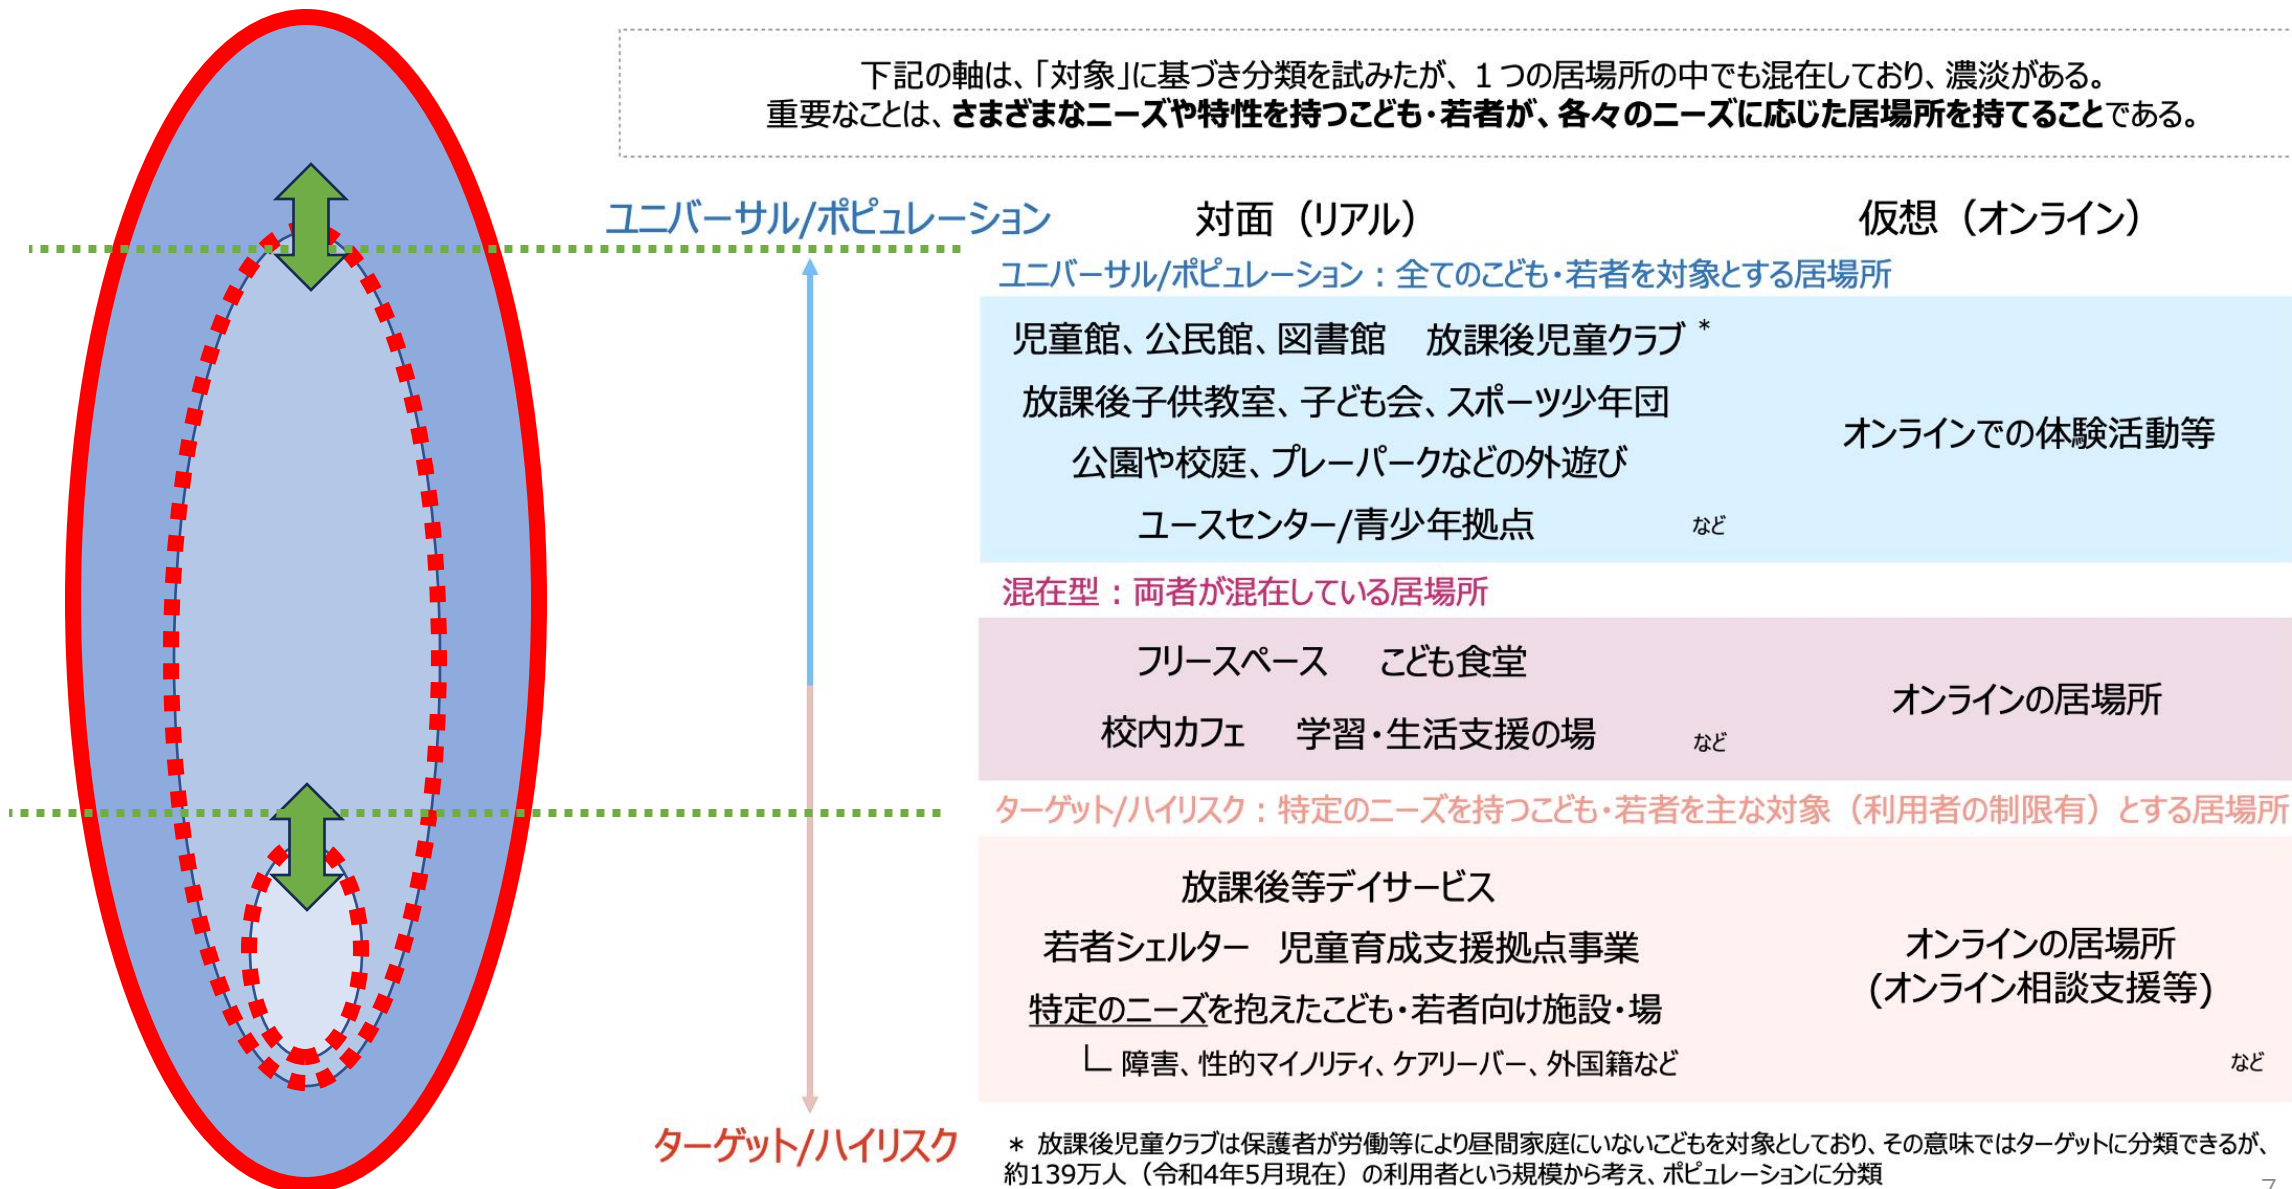 下記の軸は、「対象」に基づき分類を試みたが、１つの居場所の中でも混在しており、濃淡がある。
重要なことは、さまざまなニーズや特性を持つこども・若者が、各々のニーズに応じた居場所を持てることである。
ユニバーサル/ポピュレーション
対面（リアル）
仮想（オンライン）
ユニバーサル/ポピュレーション：全てのこども・若者を対象とする居場所
児童館、公民館、図書館　放課後児童クラブ *
放課後子供教室、子ども会、スポーツ少年団
公園や校庭、プレーパークなどの外遊び
ユースセンター/青少年拠点 など
オンラインでの体験活動等
混在型：両者が混在している居場所
フリースペース　こども食堂
校内カフェ　学習・生活支援の場 など
オンラインの居場所
ターゲット/ハイリスク：特定のニーズを持つこども・若者を主な対象（利用者の制限有）とする居場所
放課後等デイサービス
若者シェルター　児童育成支援拠点事業
特定のニーズを抱えたこども・若者向け施設・場
障害、性的マイノリティ、ケアリーバー、外国籍など
オンラインの居場所
(オンライン相談支援等)
など
ターゲット/ハイリスク
* 放課後児童クラブは保護者が労働等により昼間家庭にいないこどもを対象としており、その意味ではターゲットに分類できるが、
約139万人（令和4年5月現在）の利用者という規模から考え、ポピュレーションに分類
7